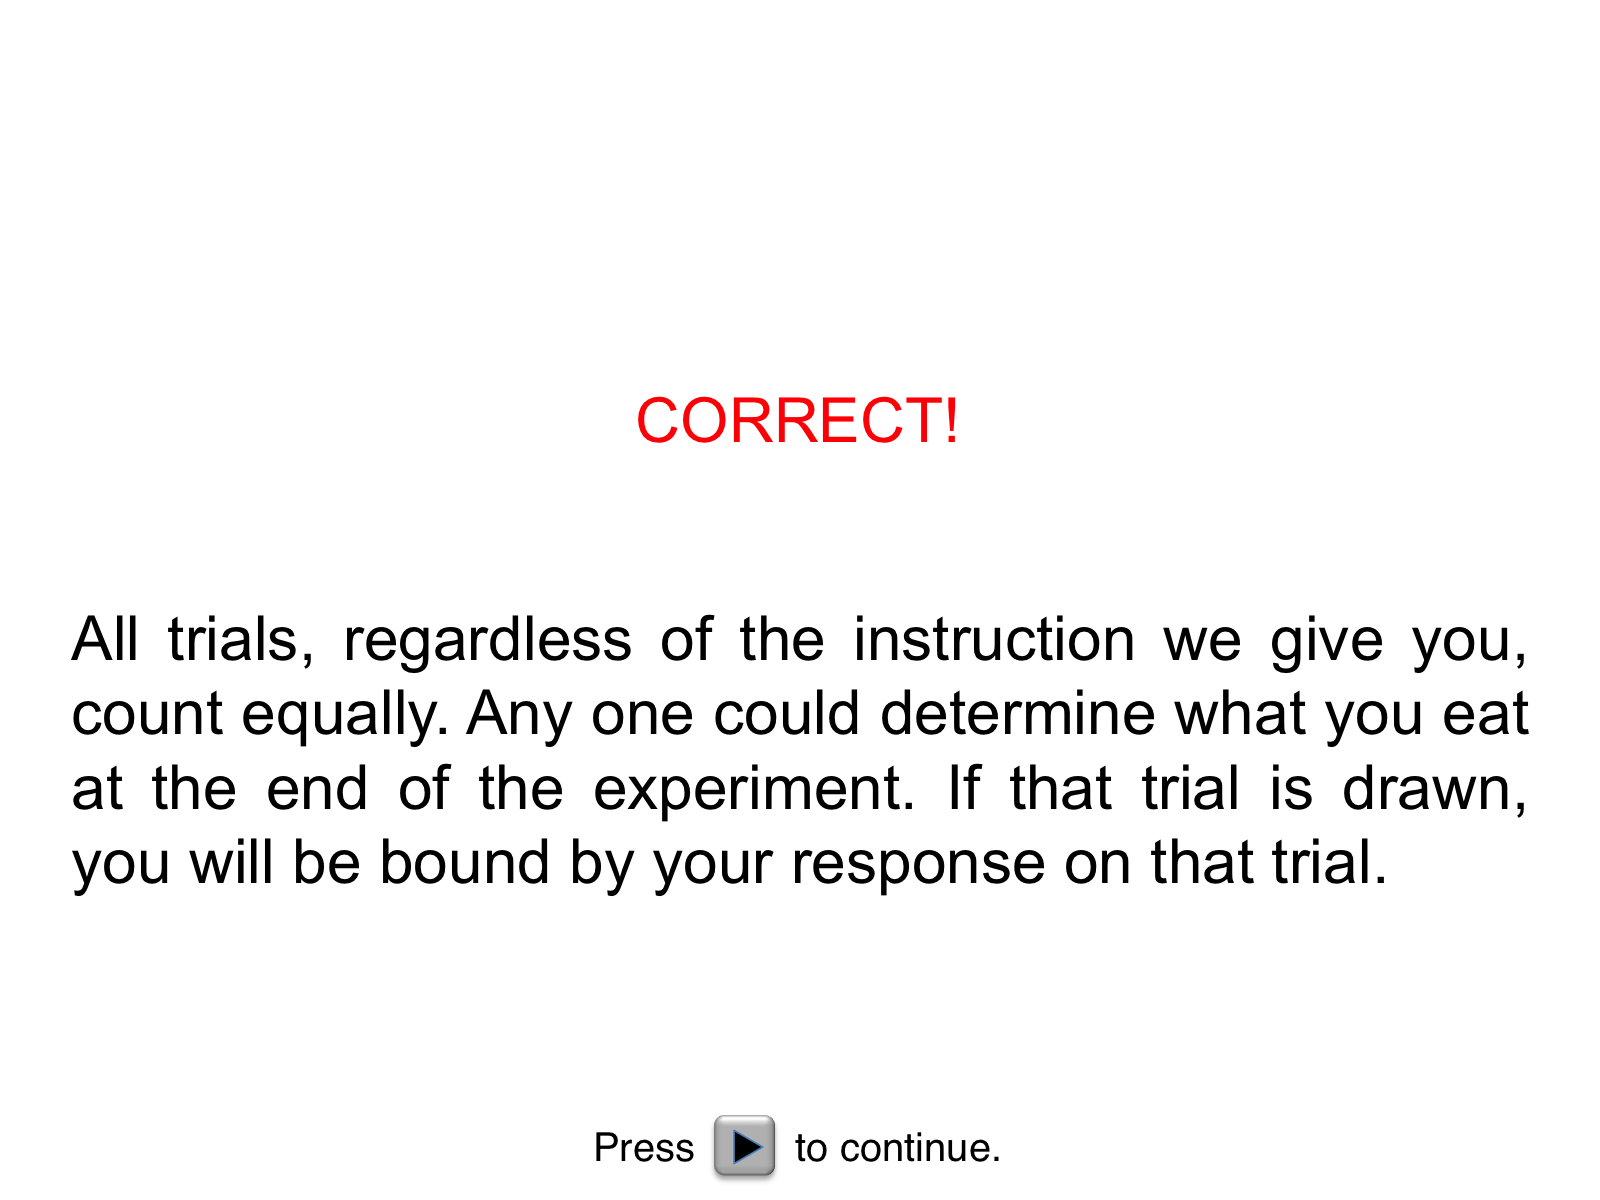 CORRECT!
All trials, regardless of the instruction we give you,
count equally. Any one could determine what you eat
at the end of the experiment. If that trial is drawn,
you will be bound by your response on that trial.
Press to continue.